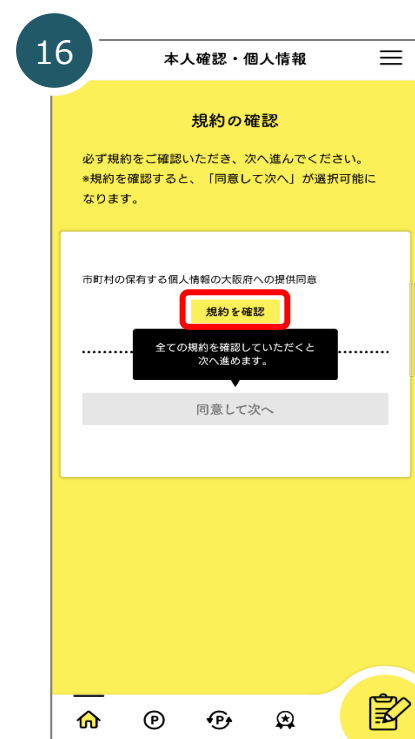 16
本人確認・個人情報
規約の確認
必ず規約をご確認いただき、次へ進んでください。
*規約を確認すると、「同意して次へ」が選択可能に
なります。
市町村の保有する個人情報の大阪府への提供同意
規約を確認
全ての規約を確認していただくと
次へ進めます。
同意して次へ
P
P